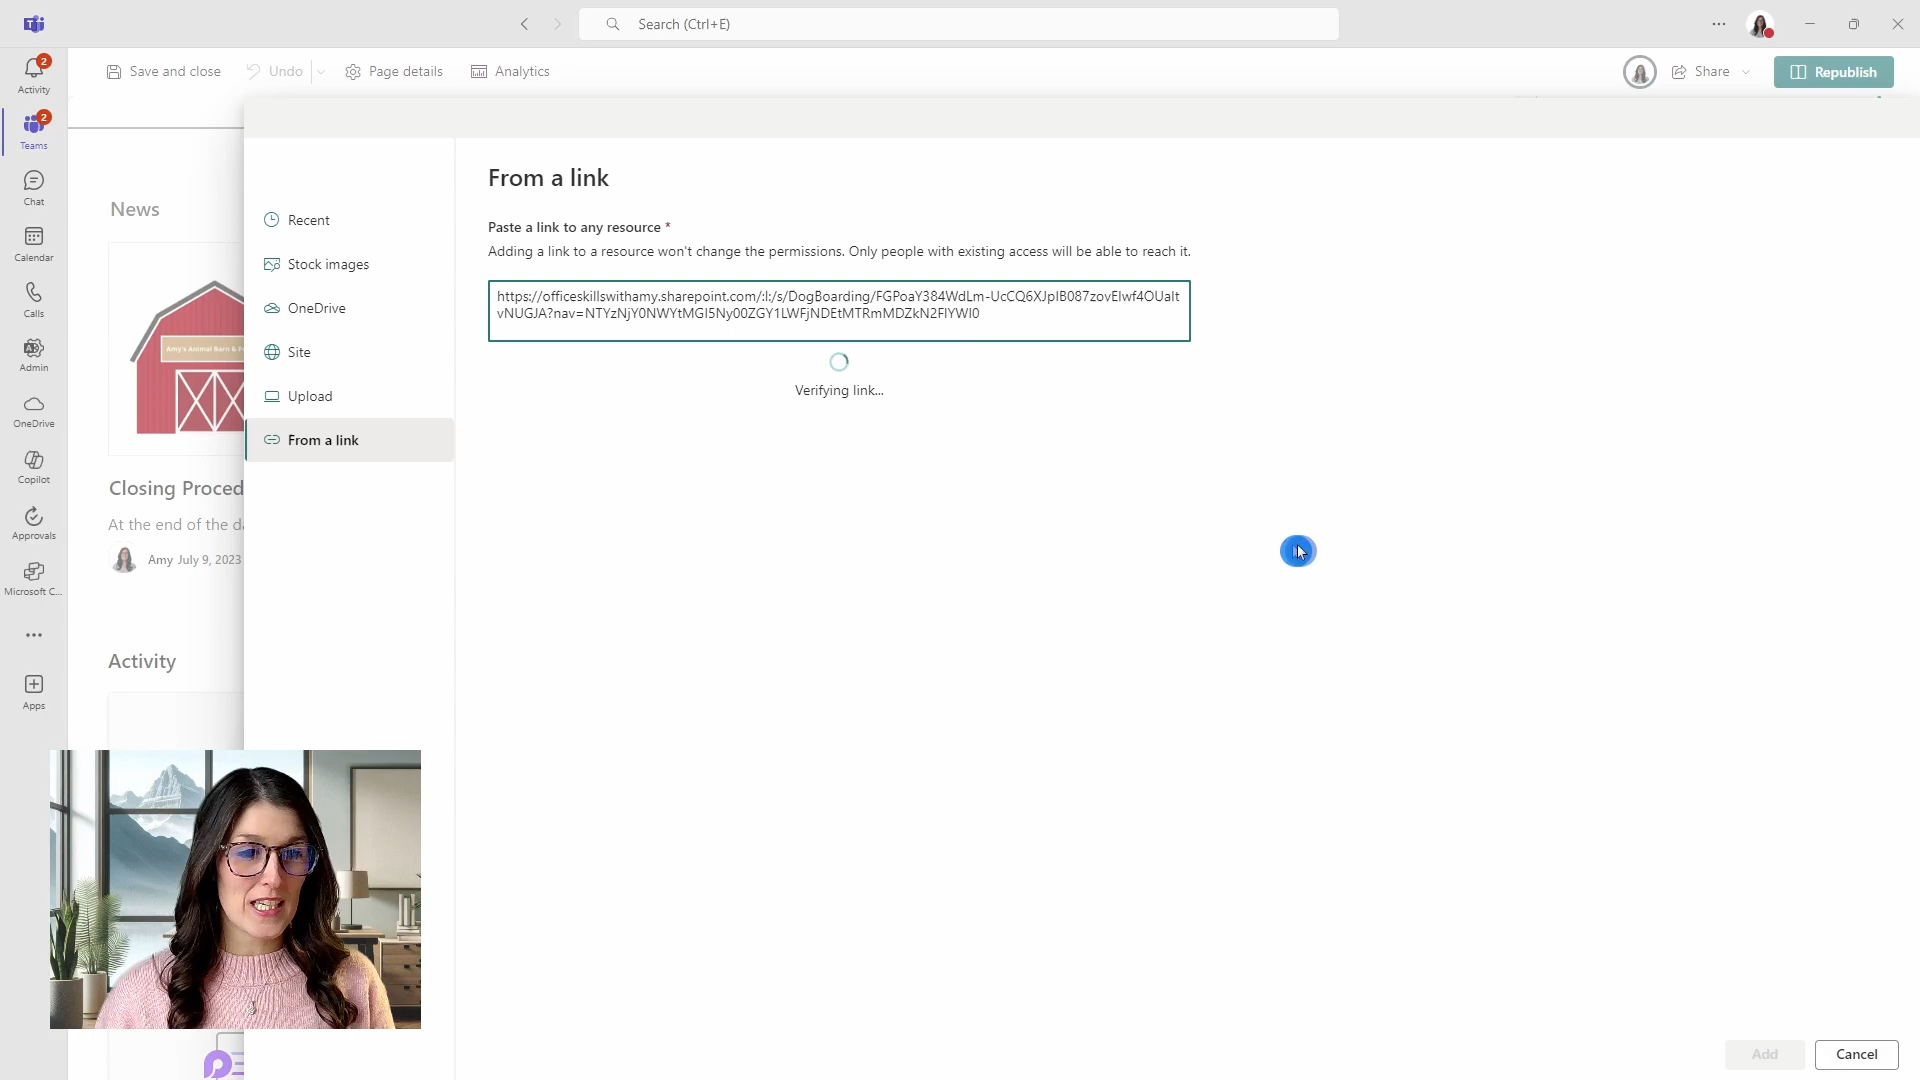 Search (Ctrl+E)
2
Activity
2
Teams
Chat
Calendar
Calls
Admin
OneDrive
Copilot
Approvals
Microsoft C...
Apps
Save and close
Undo
Page details
Analytics
Share
Republish
News
Closing Proced
At the end of the da
Amy July 9, 2023
Activity
Recent
Stock images
OneDrive
Site
Upload
From a link
From a link
Paste a link to any resource *
Adding a link to a resource won't change the permissions. Only people with existing access will be able to reach it.
https://officeskillswithamy.sharepoint.com/:l:/s/DogBoarding/FGPoaY384WdLm-UcCQ6XJpIB087zovElwf4OUalt
vNUGJA?nav=NTYzNjY0NWYtMGI5Ny00ZGY1LWFjNDEtMTRmMDZkN2FlYWI0
Verifying link...
Add
Cancel